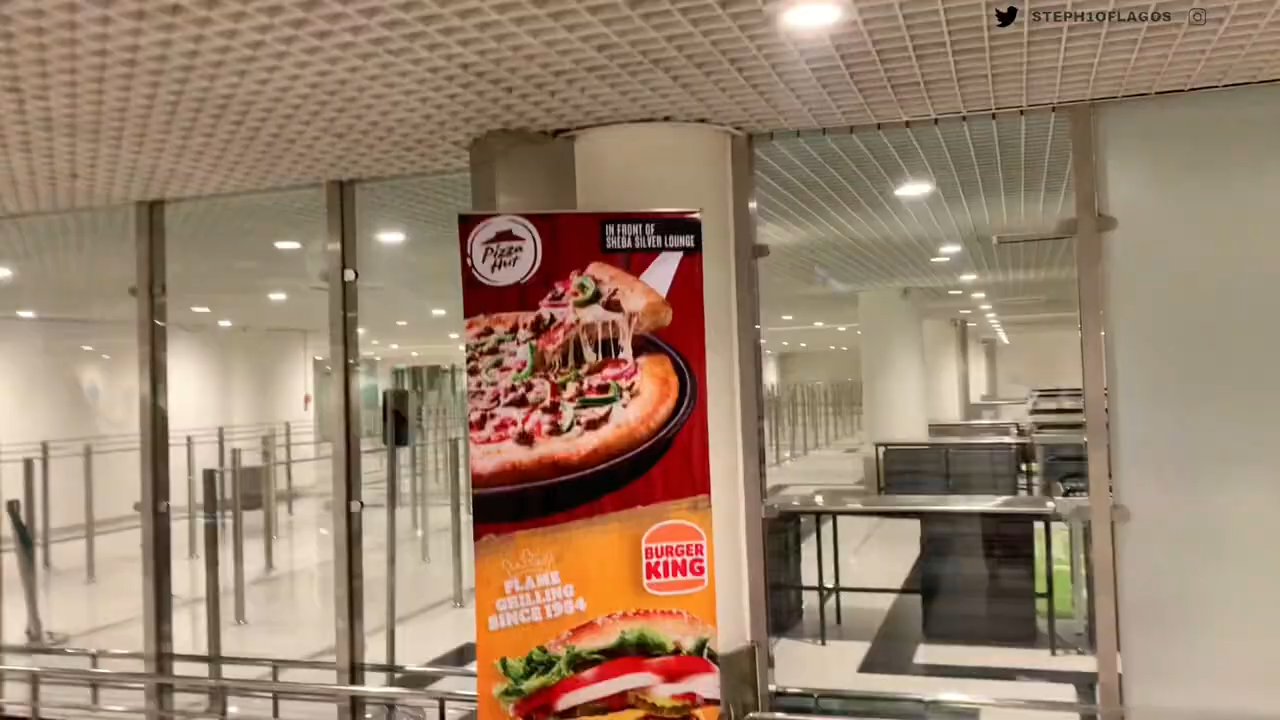 STEPH1OFLAGOS
Pizza
Hut
IN FRONT OF
SHEBA SILVER LOUNGE
BURGER
KING
FLAME
GRILLING
SINCE 1954